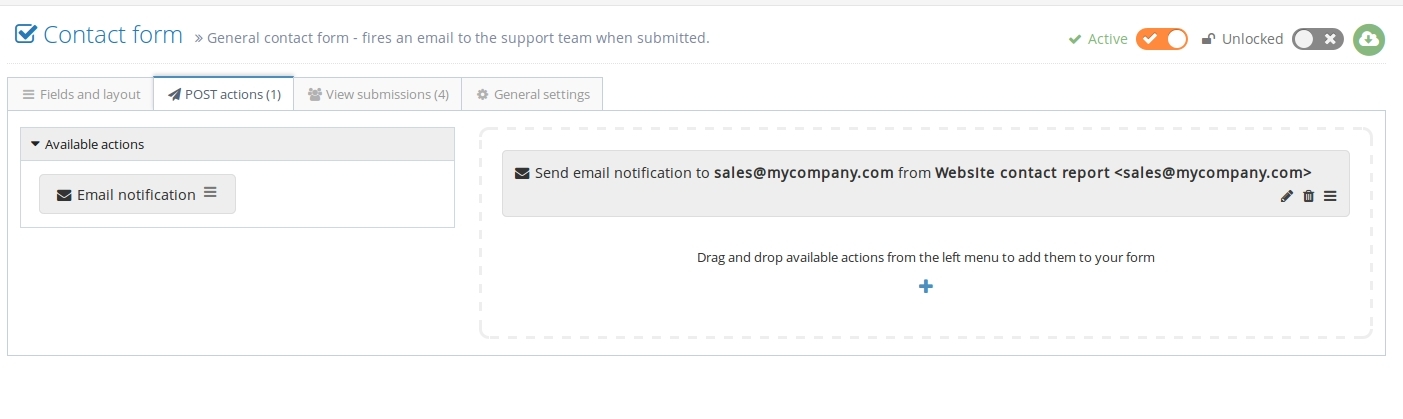 Contact form » General contact form - fires an email to the support team when submitted.
Active Unlocked
Fields and layout POST actions (1) View submissions (4) General settings
Available actions
Email notification
Send email notification to sales@mycompany.com from Website contact report <sales@mycompany.com>
Drag and drop available actions from the left menu to add them to your form